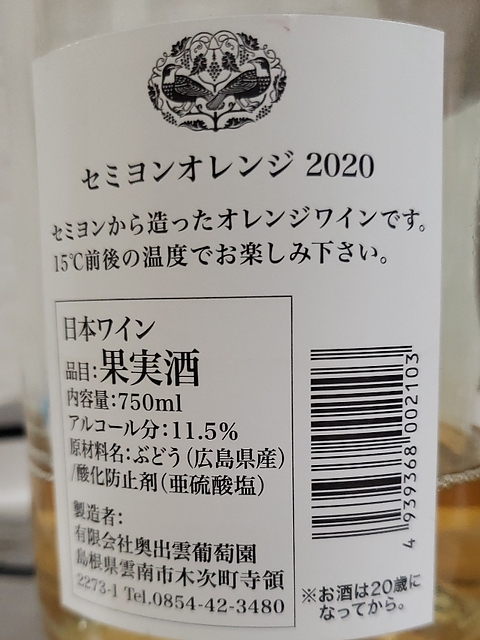 セミヨンオレンジ 2020
セミヨンから造ったオレンジワインです。
15℃前後の温度でお楽しみ下さい。
日本ワイン
品目:果実酒
内容量:750ml
アルコール分:11.5%
原材料名:ぶどう(広島県産)
/酸化防止剤(亜硫酸塩)
製造者:
有限会社奥出雲葡萄園
島根県雲南市木次町寺領
2273-1 Tel.0854-42-3480
4 939368 002103
※お酒は20歳に
なってから。